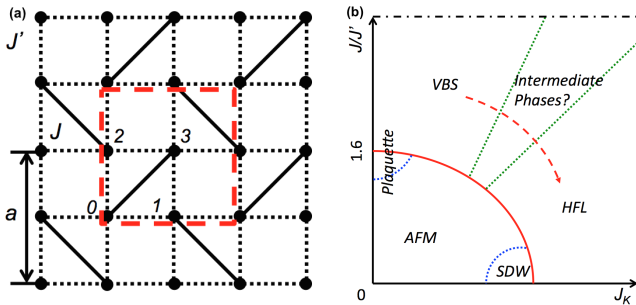 (a)
J'
J
2
3
a
0
1
(b)
J/J'
VBS
Intermediate
Phases?
1.6
Plaquette
HFL
AFM
SDW
0
J_K